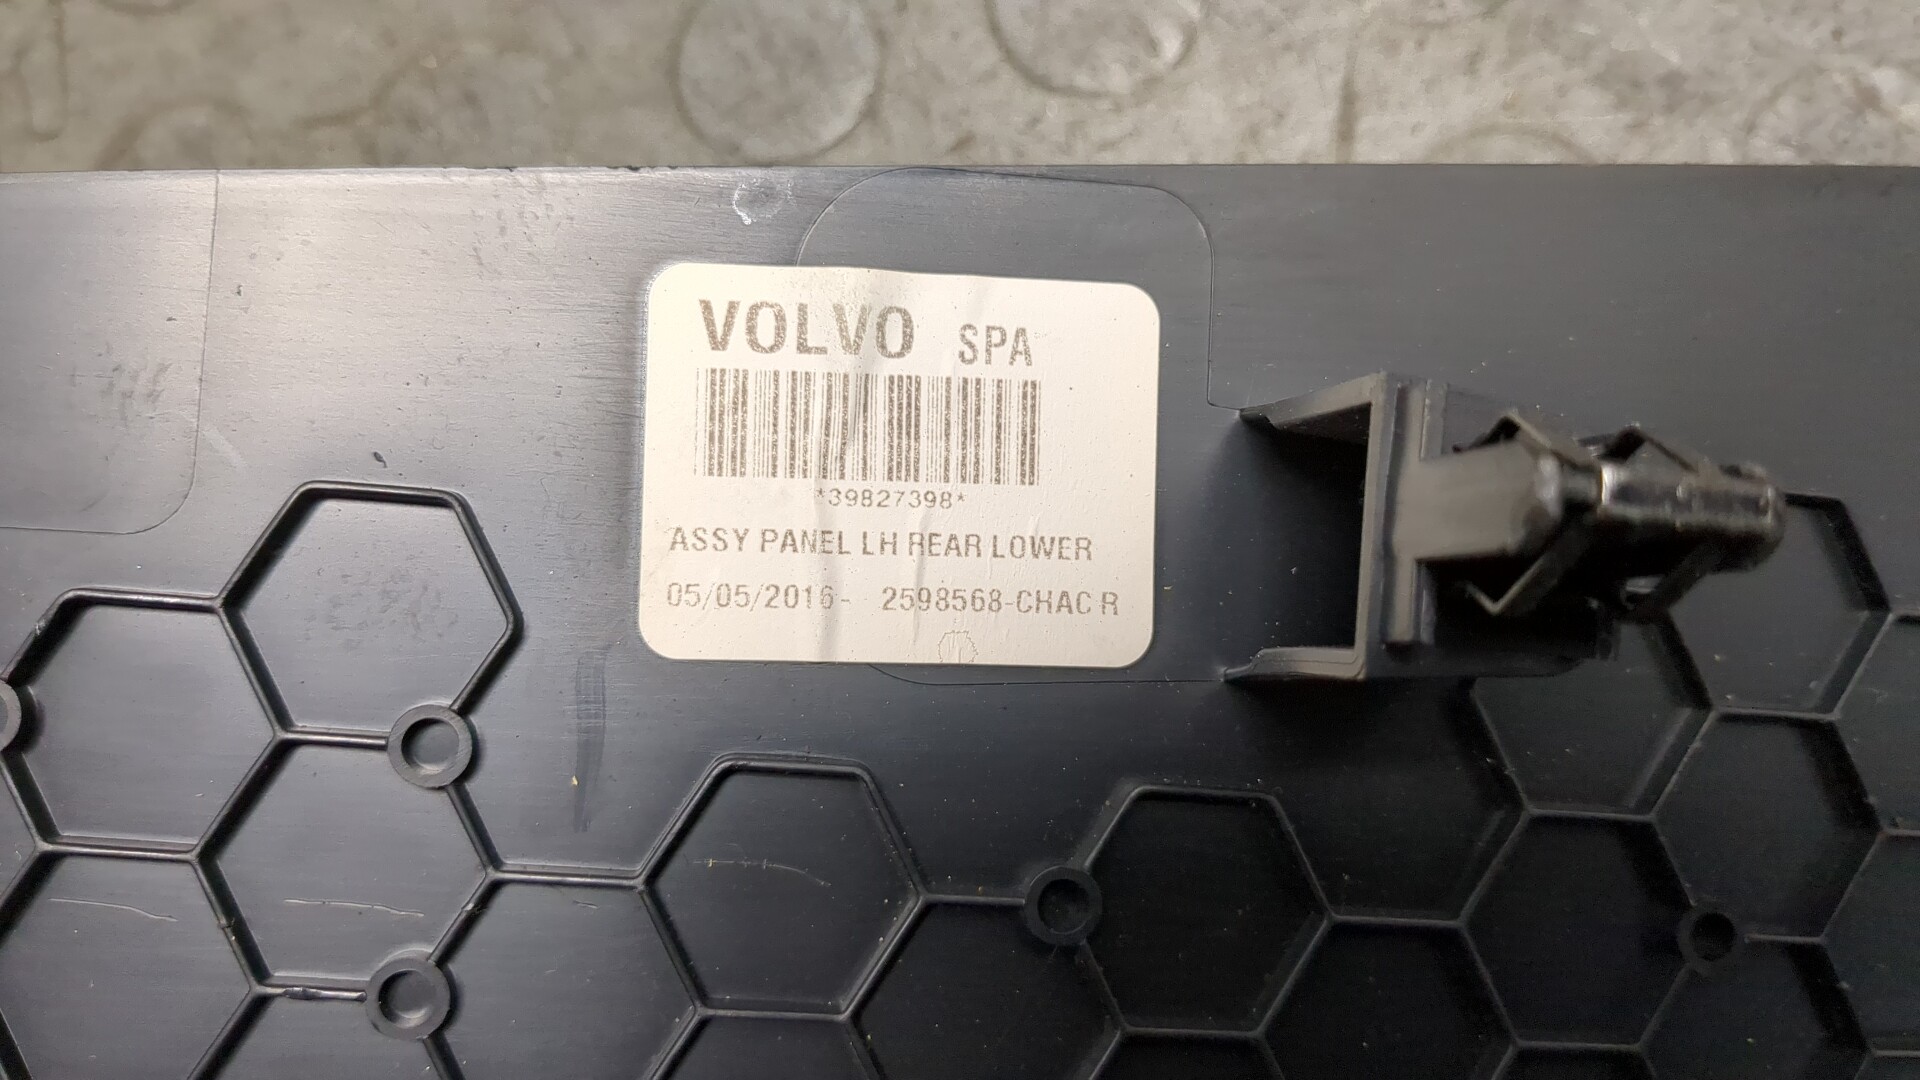 VOLVO SPA
*39827398*
ASSY PANEL LH REAR LOWER
05/05/2016- 2598568-CHAC R